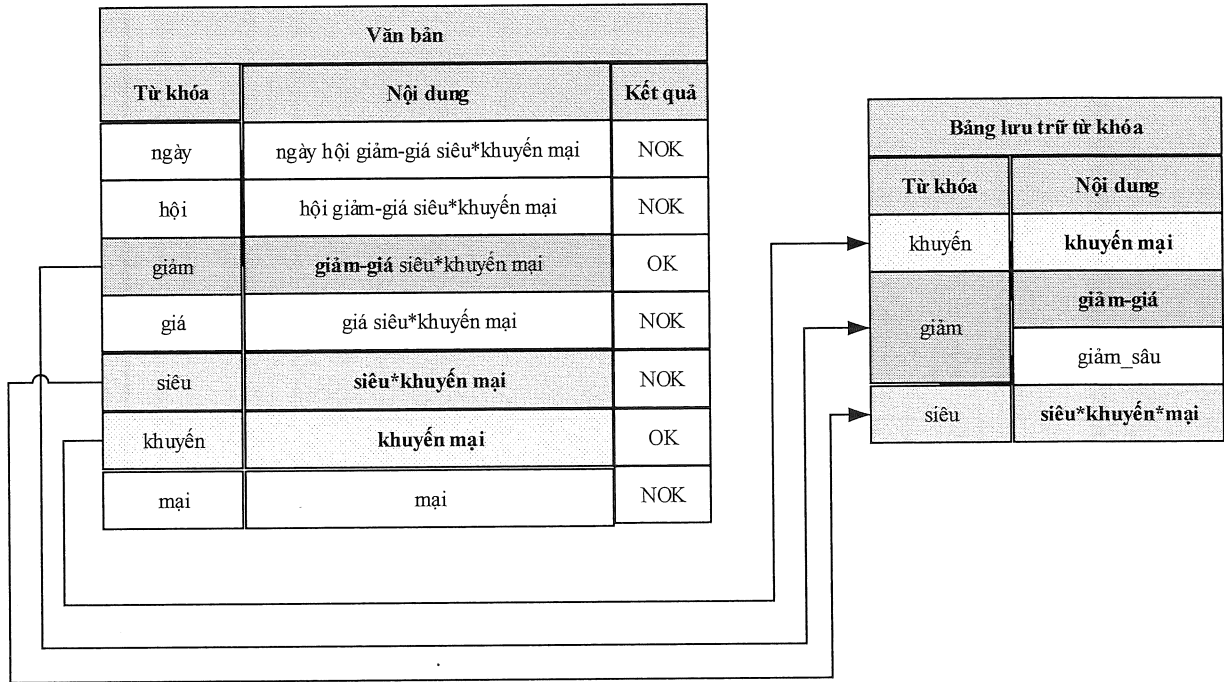 Văn bản
Từ khóa Nội dung Kết quả
ngày ngày hội giảm-giá siêu*khuyến mại NOK
hội hội giảm-giá siêu*khuyến mại NOK
giảm giảm-giá siêu*khuyến mại OK
giá giá siêu*khuyến mại NOK
siêu siêu*khuyến mại NOK
khuyến khuyến mại OK
mại mại NOK
Bảng lưu trữ từ khóa
Từ khóa Nội dung
khuyến khuyến mại
giảm giảm-giá
giảm_sâu
siêu siêu*khuyến*mại